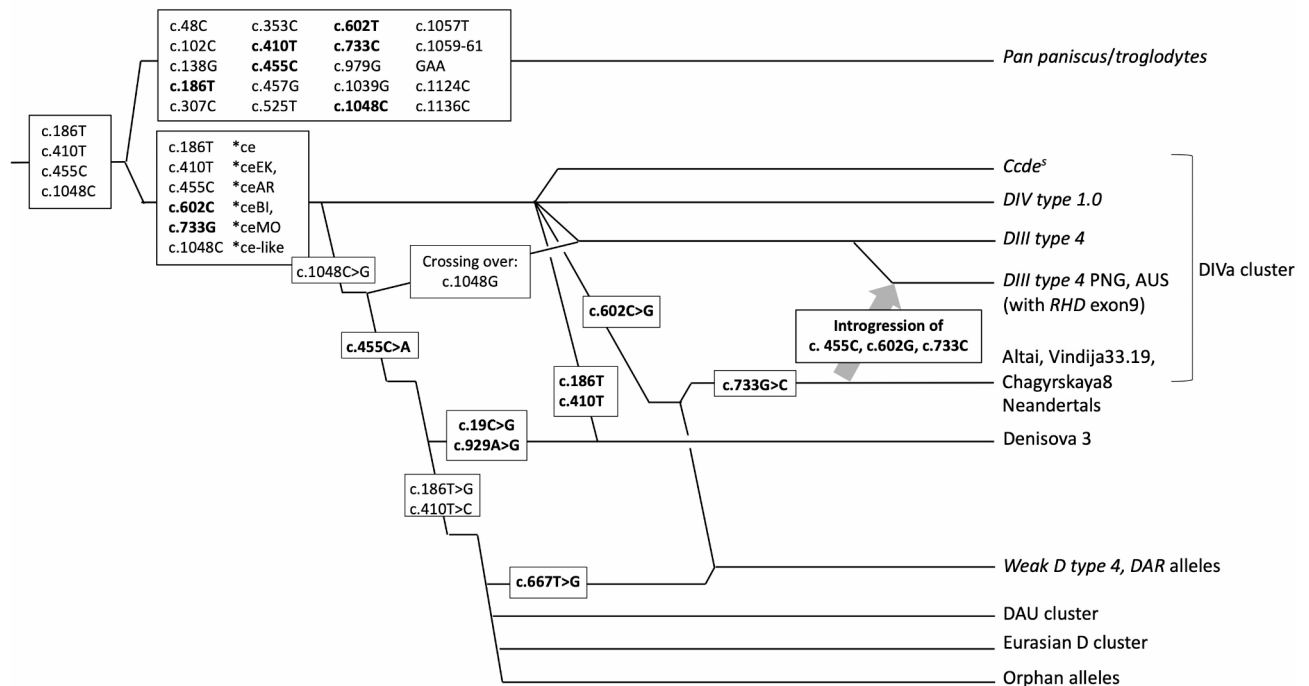 c.48C c.353C c.602T c.1057T
c.102C c.410T c.733C c.1059-61
c.138G c.455C c.979G GAA
c.186T c.457G c.1039G c.1124C
c.307C c.525T c.1048C c.1136C
Pan paniscus/troglodytes
c.186T
c.410T
c.455C
c.1048C
c.186T *ce
c.410T *ceEK,
c.455C *ceAR
c.602C *ceBI,
c.733G *ceMO
c.1048C *ce-like
Ccdeˢ
DIV type 1.0
DIII type 4
DIII type 4 PNG, AUS
(with RHD exon9)
DIVa cluster
c.1048C>G
Crossing over:
c.1048G
c.602C>G
Introgression of
c. 455C, c.602G, c.733C
c.455C>A
Altai, Vindija33.19,
Chagyrskaya8
Neandertals
c.733G>C
c.186T
c.410T
c.19C>G
c.929A>G
Denisova 3
c.186T>G
c.410T>C
c.667T>G
Weak D type 4, DAR alleles
DAU cluster
Eurasian D cluster
Orphan alleles